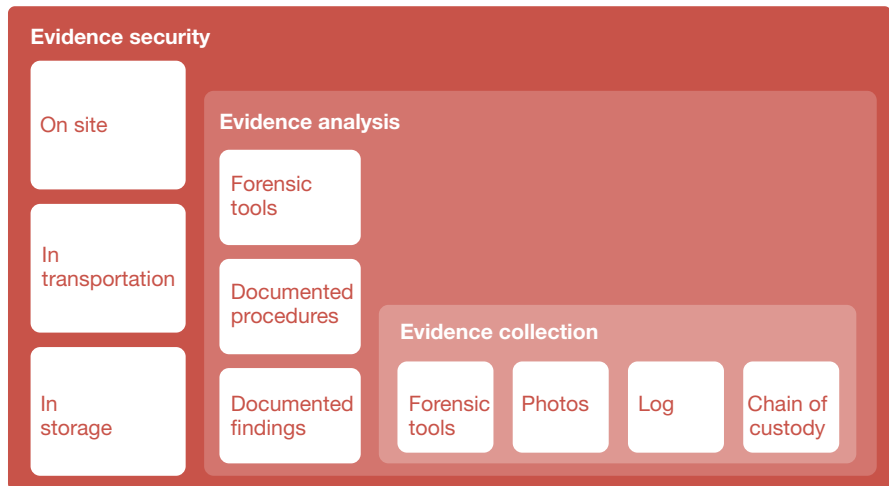 Evidence security
On site
In
transportation
In
storage
Evidence analysis
Forensic
tools
Documented
procedures
Documented
findings
Evidence collection
Forensic
tools
Photos
Log
Chain of
custody